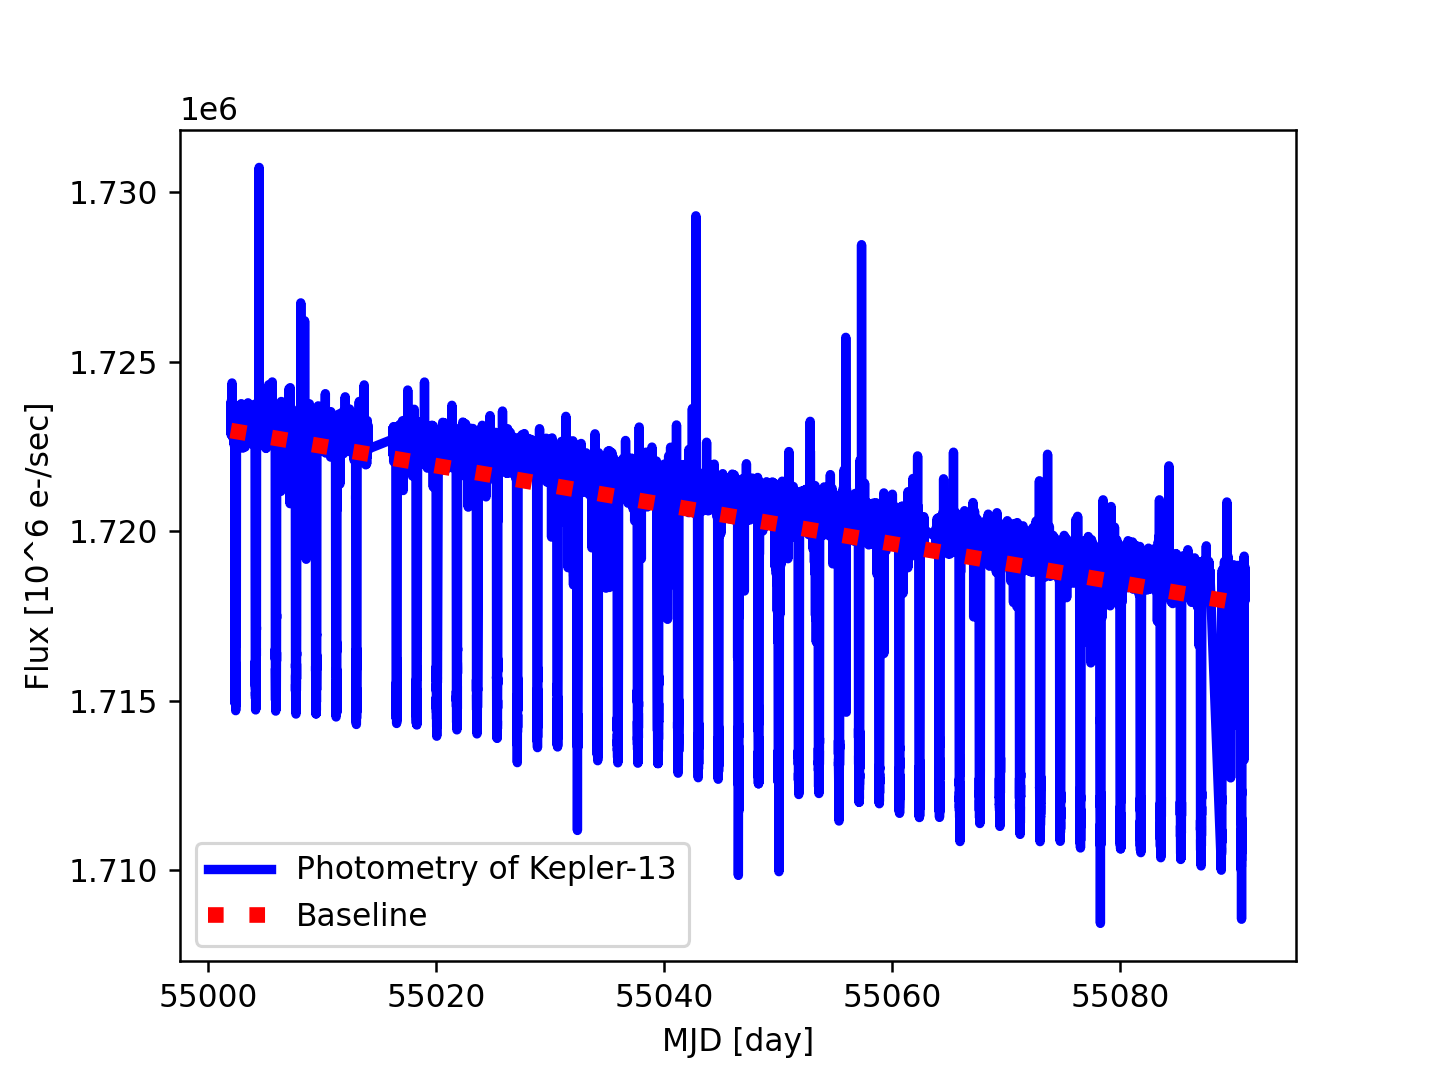 1e6
1.730
1.725
1.720
1.715
1.710
Flux [10^6 e-/sec]
Photometry of Kepler-13
Baseline
55000 55020 55040 55060 55080
MJD [day]